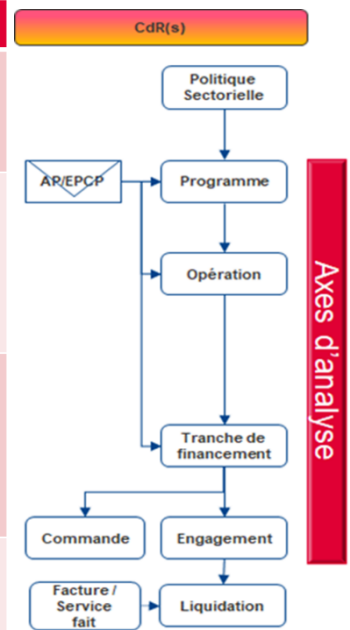 CdR(s)
Politique
Sectorielle
AP/EPCP
Programme
Opération
Axes d'analyse
Tranche de
financement
Commande
Engagement
Facture /
Service
fait
Liquidation